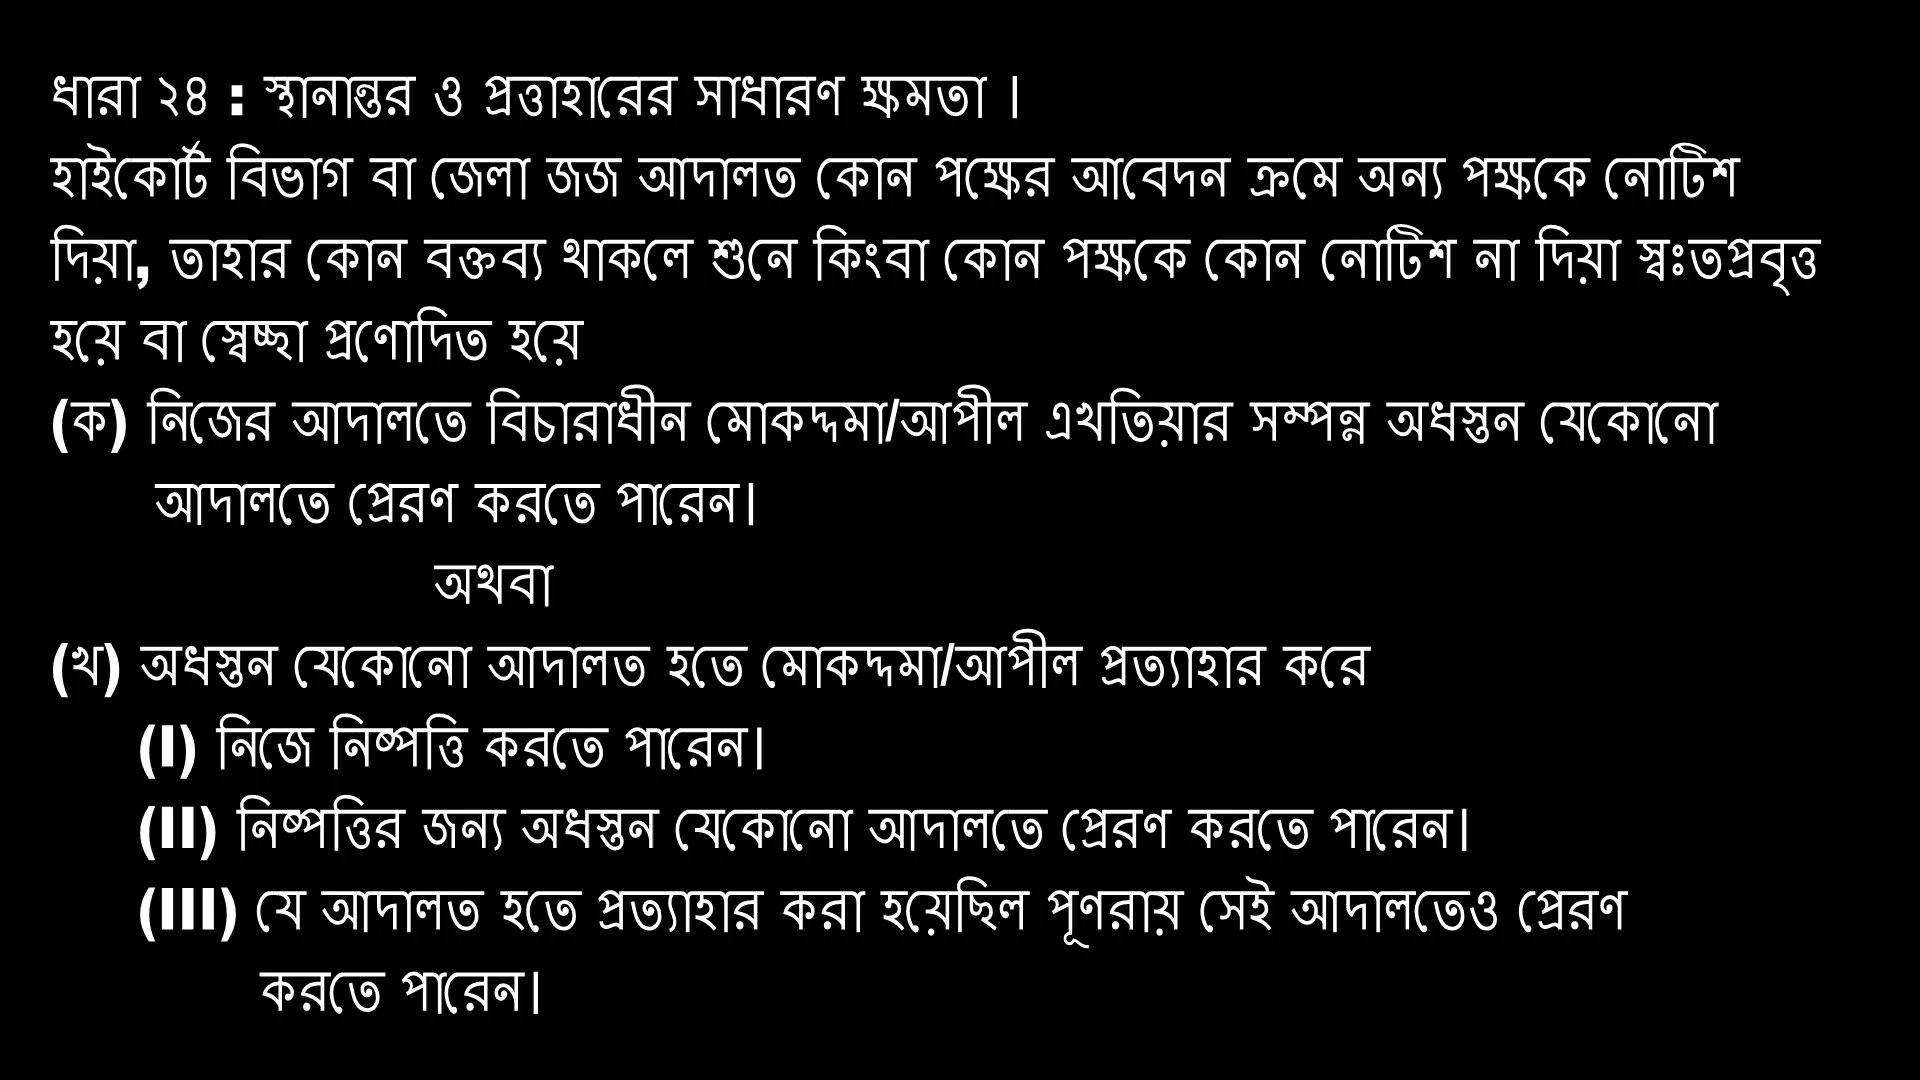 ধারা ২৪ : স্থানান্তর ও প্রত্তাহারের সাধারণ ক্ষমতা ।
হাইকোর্ট বিভাগ বা জেলা জজ আদালত কোন পক্ষের আবেদন ক্রমে অন্য পক্ষকে নোটিশ
দিয়া, তাহার কোন বক্তব্য থাকলে শুনে কিংবা কোন পক্ষকে কোন নোটিশ না দিয়া স্বঃতপ্রবৃত্ত
হয়ে বা স্বেচ্ছা প্রণোদিত হয়ে
(ক) নিজের আদালতে বিচারাধীন মোকদ্দমা/আপীল এখতিয়ার সম্পন্ন অধস্তন যেকোনো
আদালতে প্রেরণ করতে পারেন।
অথবা
(খ) অধস্তন যেকোনো আদালত হতে মোকদ্দমা/আপীল প্রত্যাহার করে
(I) নিজে নিষ্পত্তি করতে পারেন।
(II) নিষ্পত্তির জন্য অধস্তন যেকোনো আদালতে প্রেরণ করতে পারেন।
(III) যে আদালত হতে প্রত্যাহার করা হয়েছিল পূণরায় সেই আদালতেও প্রেরণ
করতে পারেন।